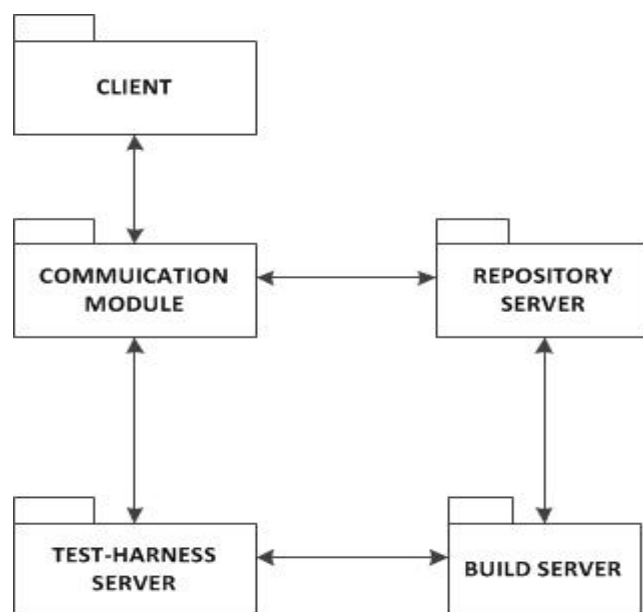 CLIENT
COMMUICATION
MODULE
REPOSITORY
SERVER
TEST-HARNESS
SERVER
BUILD SERVER